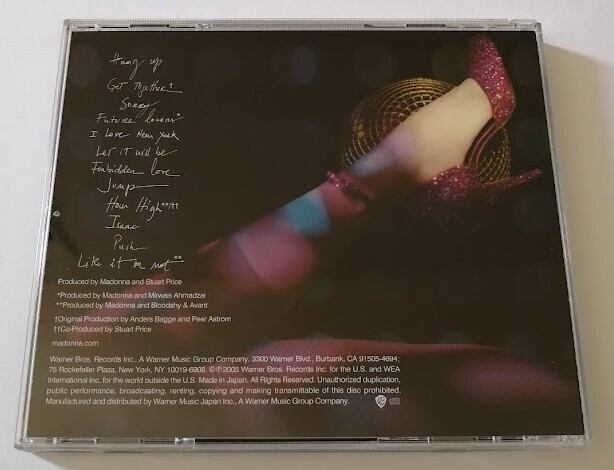 Hung up
Get Together†
Sorry
Future lovers*
I Love New York
Let it will be
Forbidden love
Jump
How High**/††
Isaac
Push
Like it or not**
Produced by Madonna and Stuart Price
*Produced by Madonna and Mirwais Ahmadzai
**Produced by Madonna and Bloodshy & Avant
†Original Production by Anders Bagge and Peer Astrom
††Co-Produced by Stuart Price
madonna.com
Warner Bros. Records Inc., A Warner Music Group Company. 3300 Warner Blvd., Burbank, CA 91505-4694;
75 Rockefeller Plaza, New York, NY 10019-6908. ©℗2005 Warner Bros. Records Inc. for the U.S. and WEA
International Inc. for the world outside the U.S. Made in Japan. All Rights Reserved. Unauthorized duplication,
public performance, broadcasting, renting, copying and making transmittable of this disc prohibited.
Manufactured and distributed by Warner Music Japan Inc., A Warner Music Group Company.